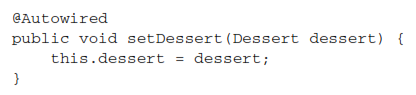 @Autowired
public void setDessert(Dessert dessert) {
    this.dessert = dessert;
}